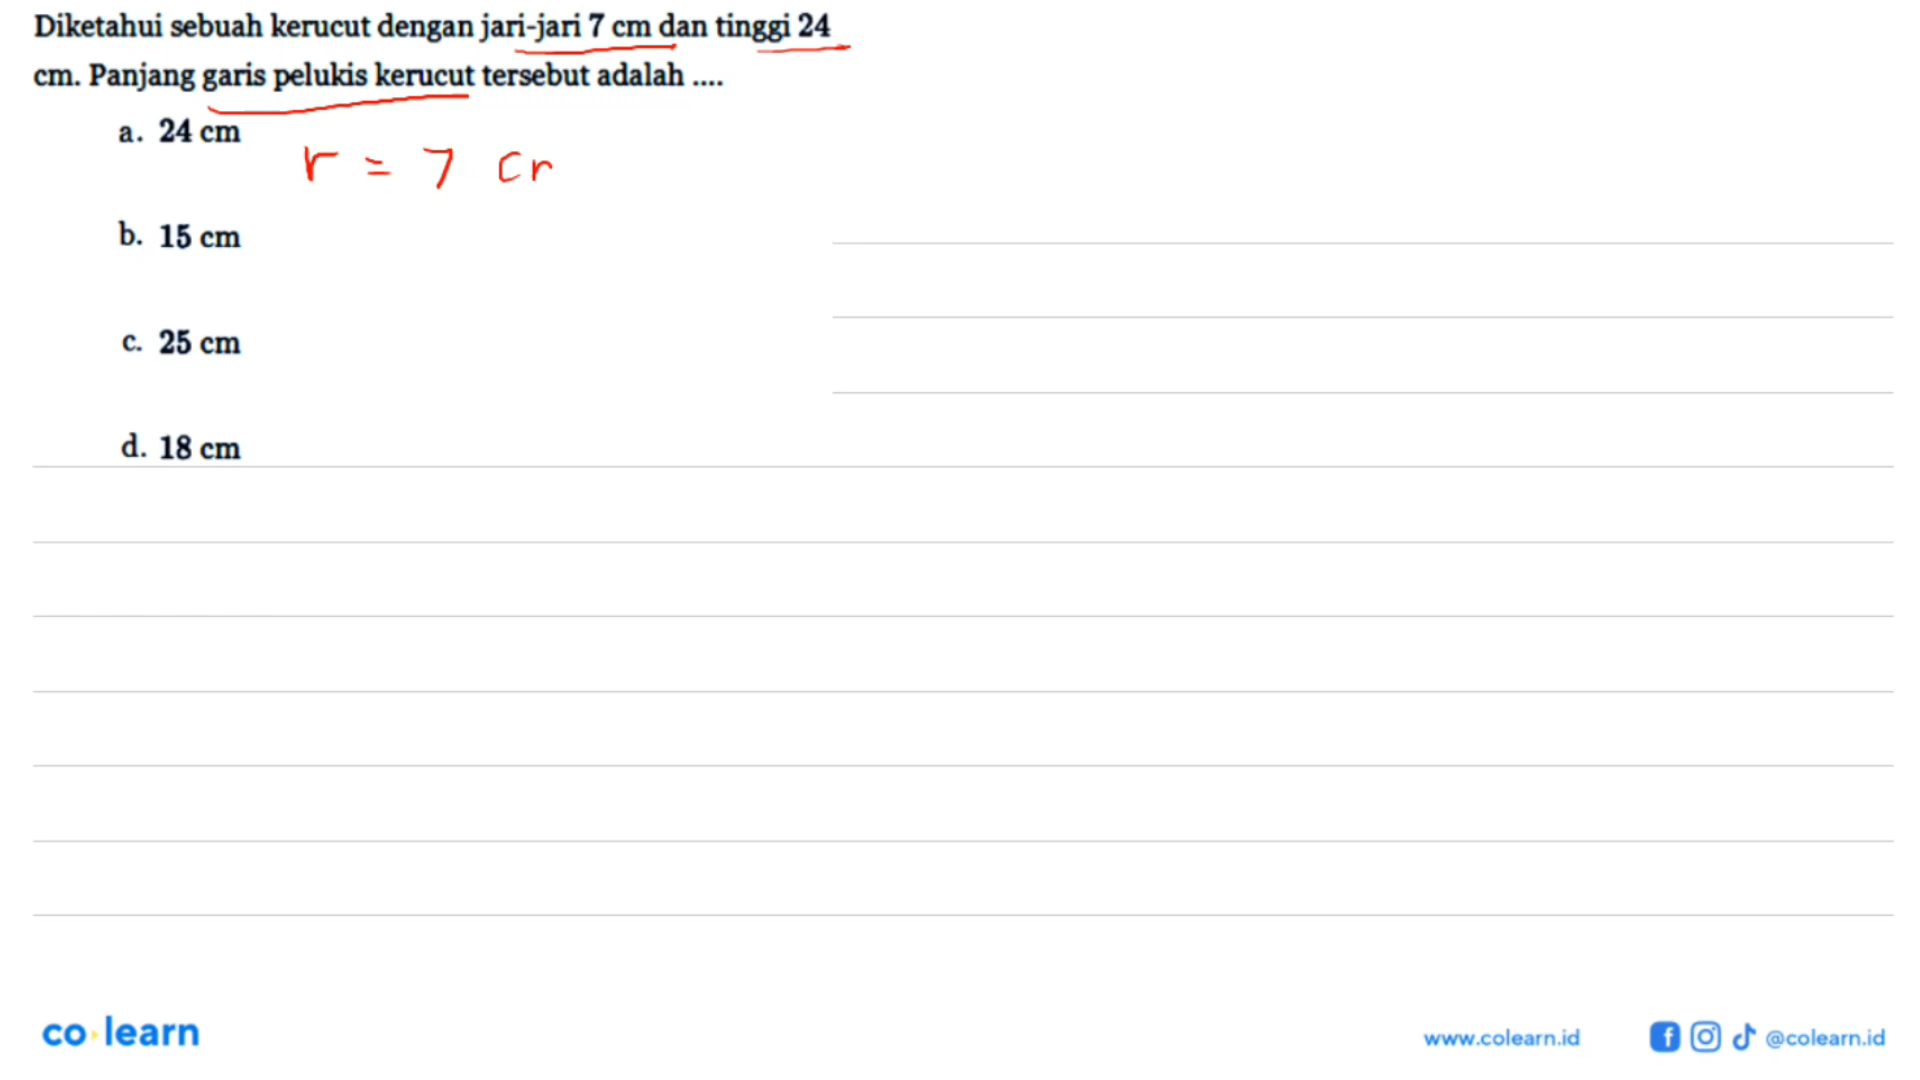 Diketahui sebuah kerucut dengan jari-jari 7 cm dan tinggi 24
cm. Panjang garis pelukis kerucut tersebut adalah ....
a. 24 cm
r = 7 cr
b. 15 cm
c. 25 cm
d. 18 cm
co learn
www.colearn.id
@colearn.id